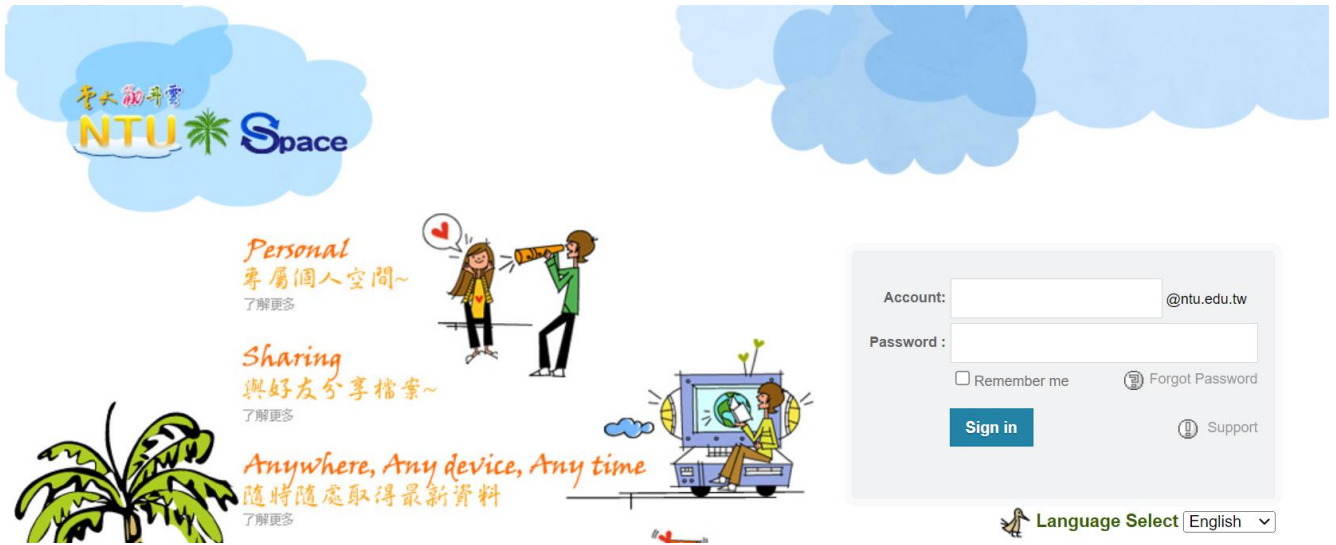 臺大觔斗雲
NTU Space
Personal
專屬個人空間~
了解更多
Sharing
與好友分享檔案~
了解更多
Anywhere, Any device, Any time
隨時隨處取得最新資料
了解更多
Account: @ntu.edu.tw
Password :
Remember me Forgot Password
Sign in Support
Language Select English